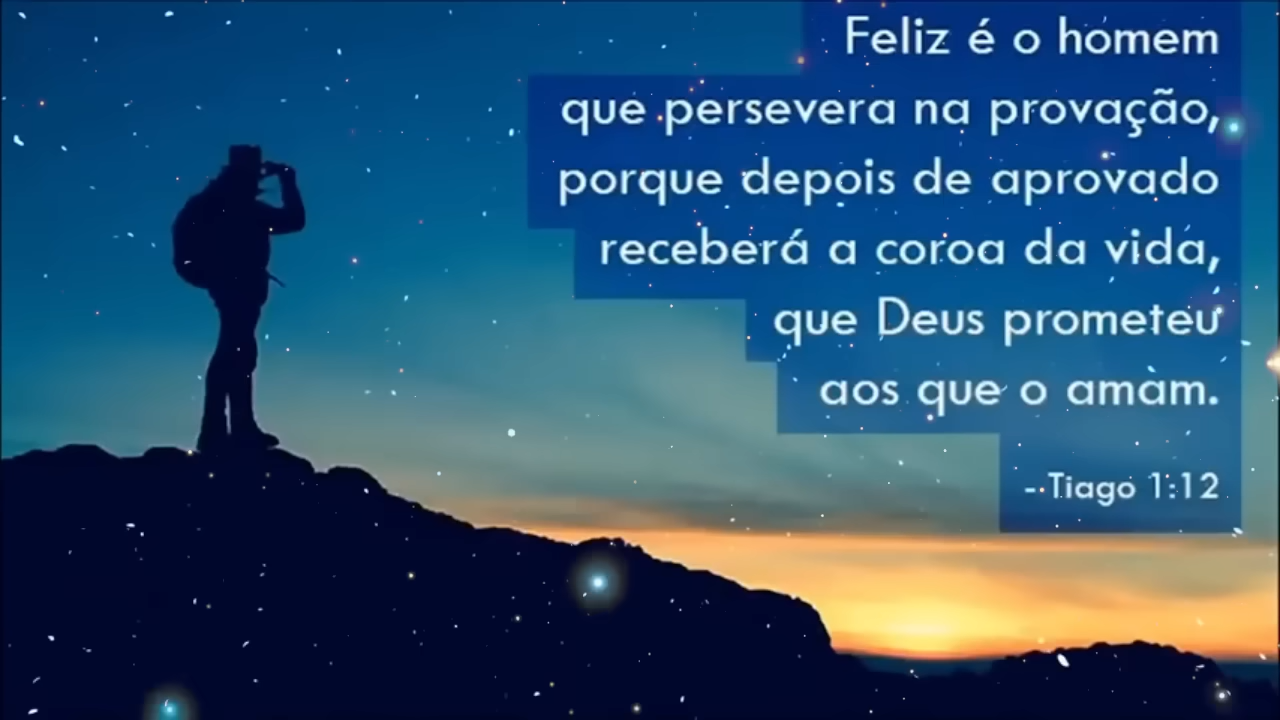 Feliz é o homem
que persevera na provação,
porque depois de aprovado
receberá a coroa da vida,
que Deus prometeu
aos que o amam.
- Tiago 1:12